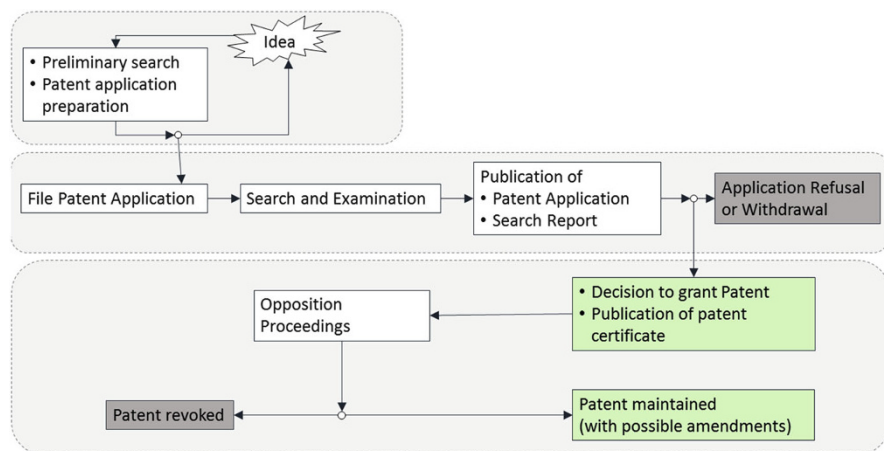 Idea
• Preliminary search
• Patent application
preparation
File Patent Application
Search and Examination
Publication of
• Patent Application
• Search Report
Application Refusal
or Withdrawal
• Decision to grant Patent
• Publication of patent
certificate
Opposition
Proceedings
Patent revoked
Patent maintained
(with possible amendments)